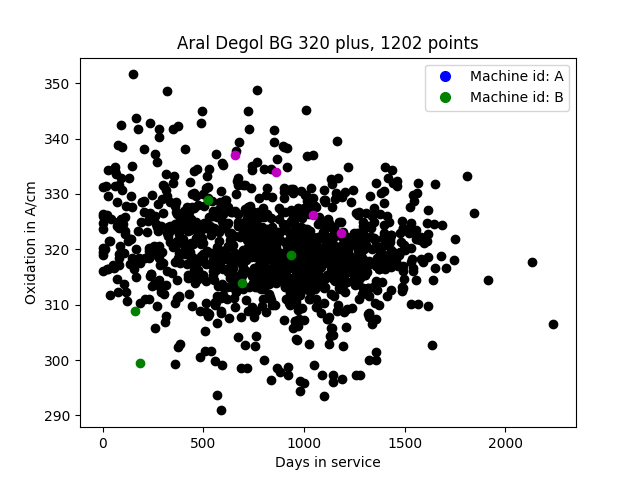 Aral Degol BG 320 plus, 1202 points
Machine id: A
Machine id: B
350
340
330
320
310
300
290
Oxidation in A/cm
0
500
1000
1500
2000
Days in service